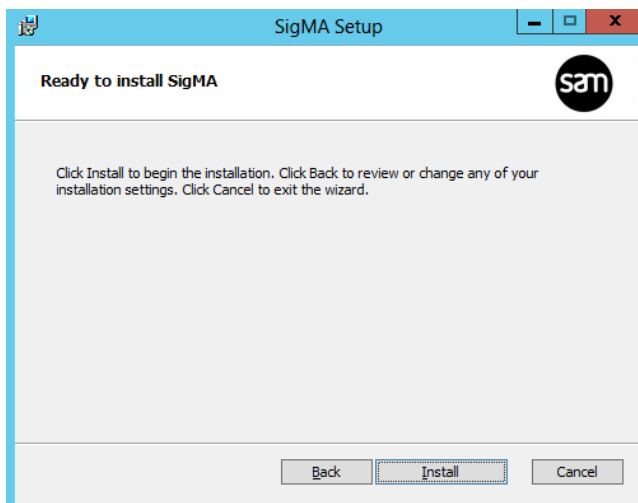 SigMA Setup
Ready to install SigMA
sam
Click Install to begin the installation. Click Back to review or change any of your
installation settings. Click Cancel to exit the wizard.
Back
Install
Cancel